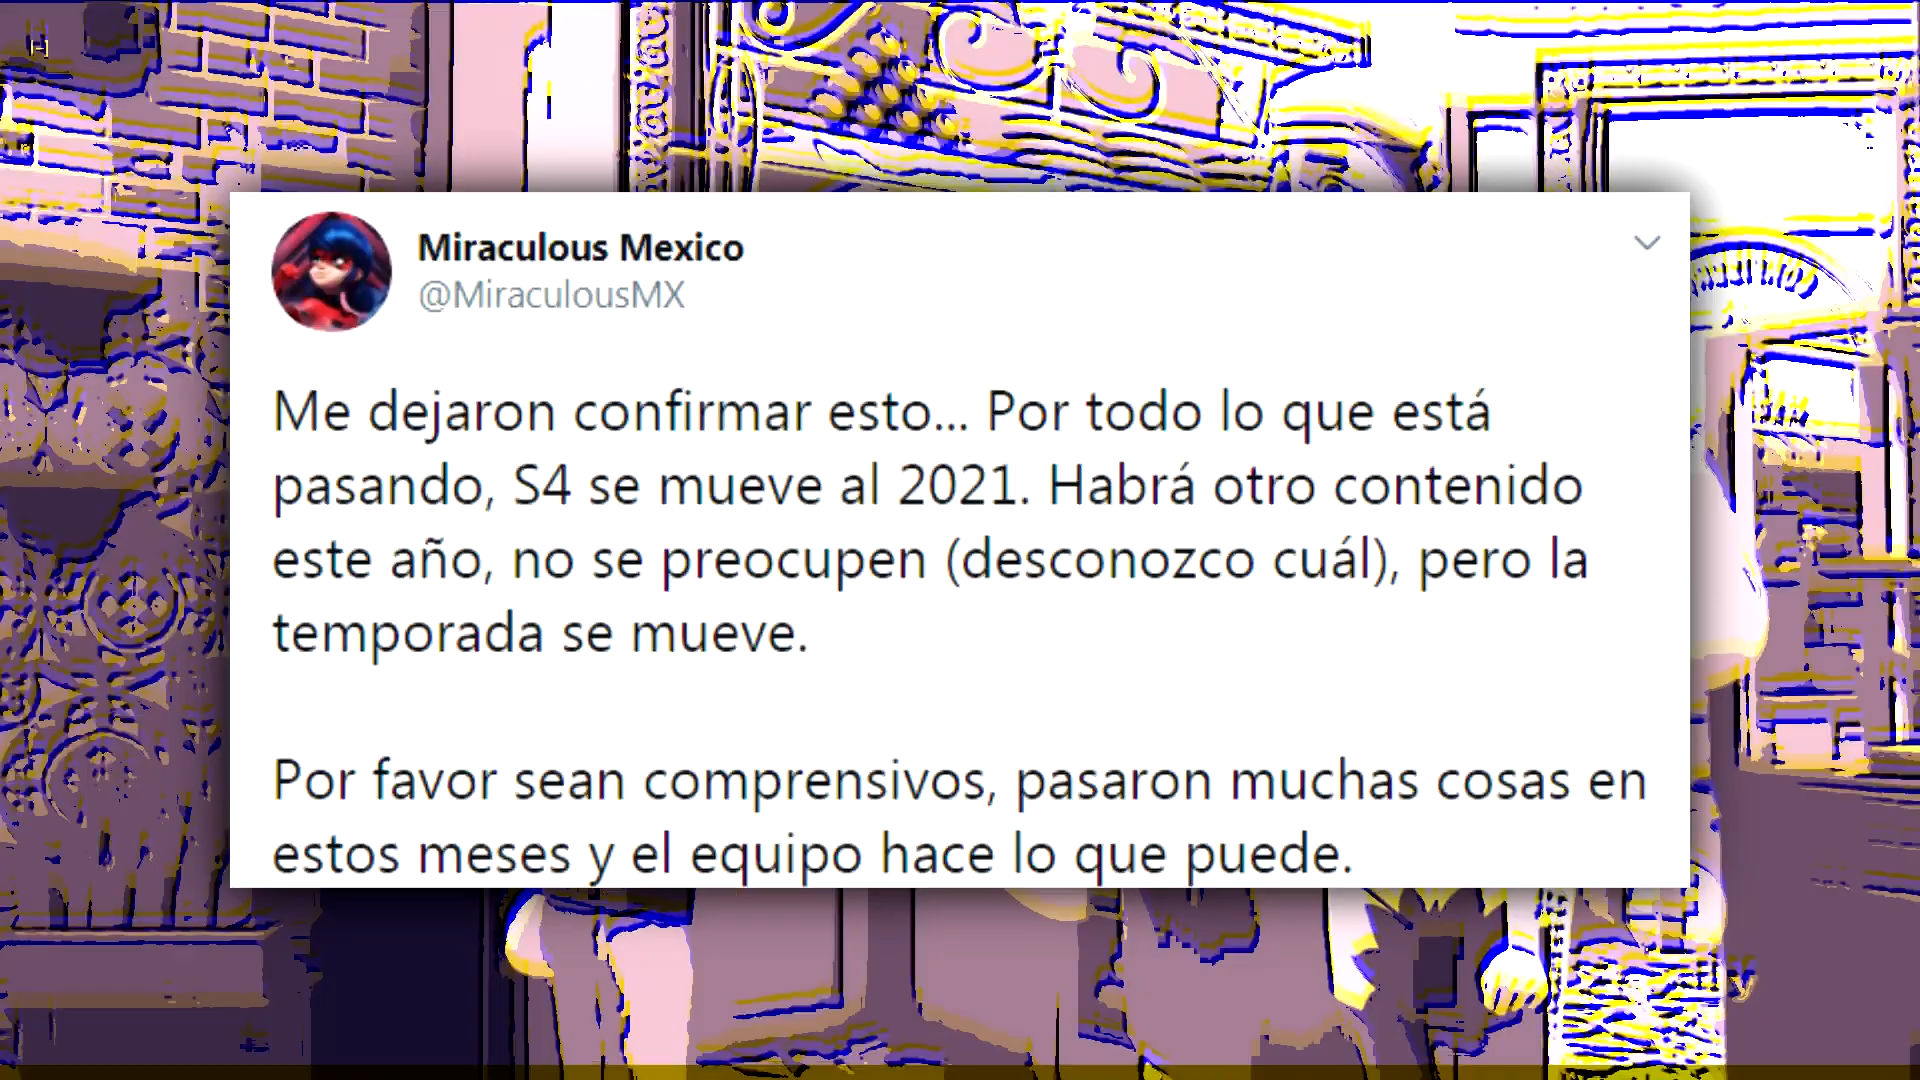 Miraculous Mexico
@MiraculousMX
Me dejaron confirmar esto... Por todo lo que está
pasando, S4 se mueve al 2021. Habrá otro contenido
este año, no se preocupen (desconozco cuál), pero la
temporada se mueve.
Por favor sean comprensivos, pasaron muchas cosas en
estos meses y el equipo hace lo que puede.